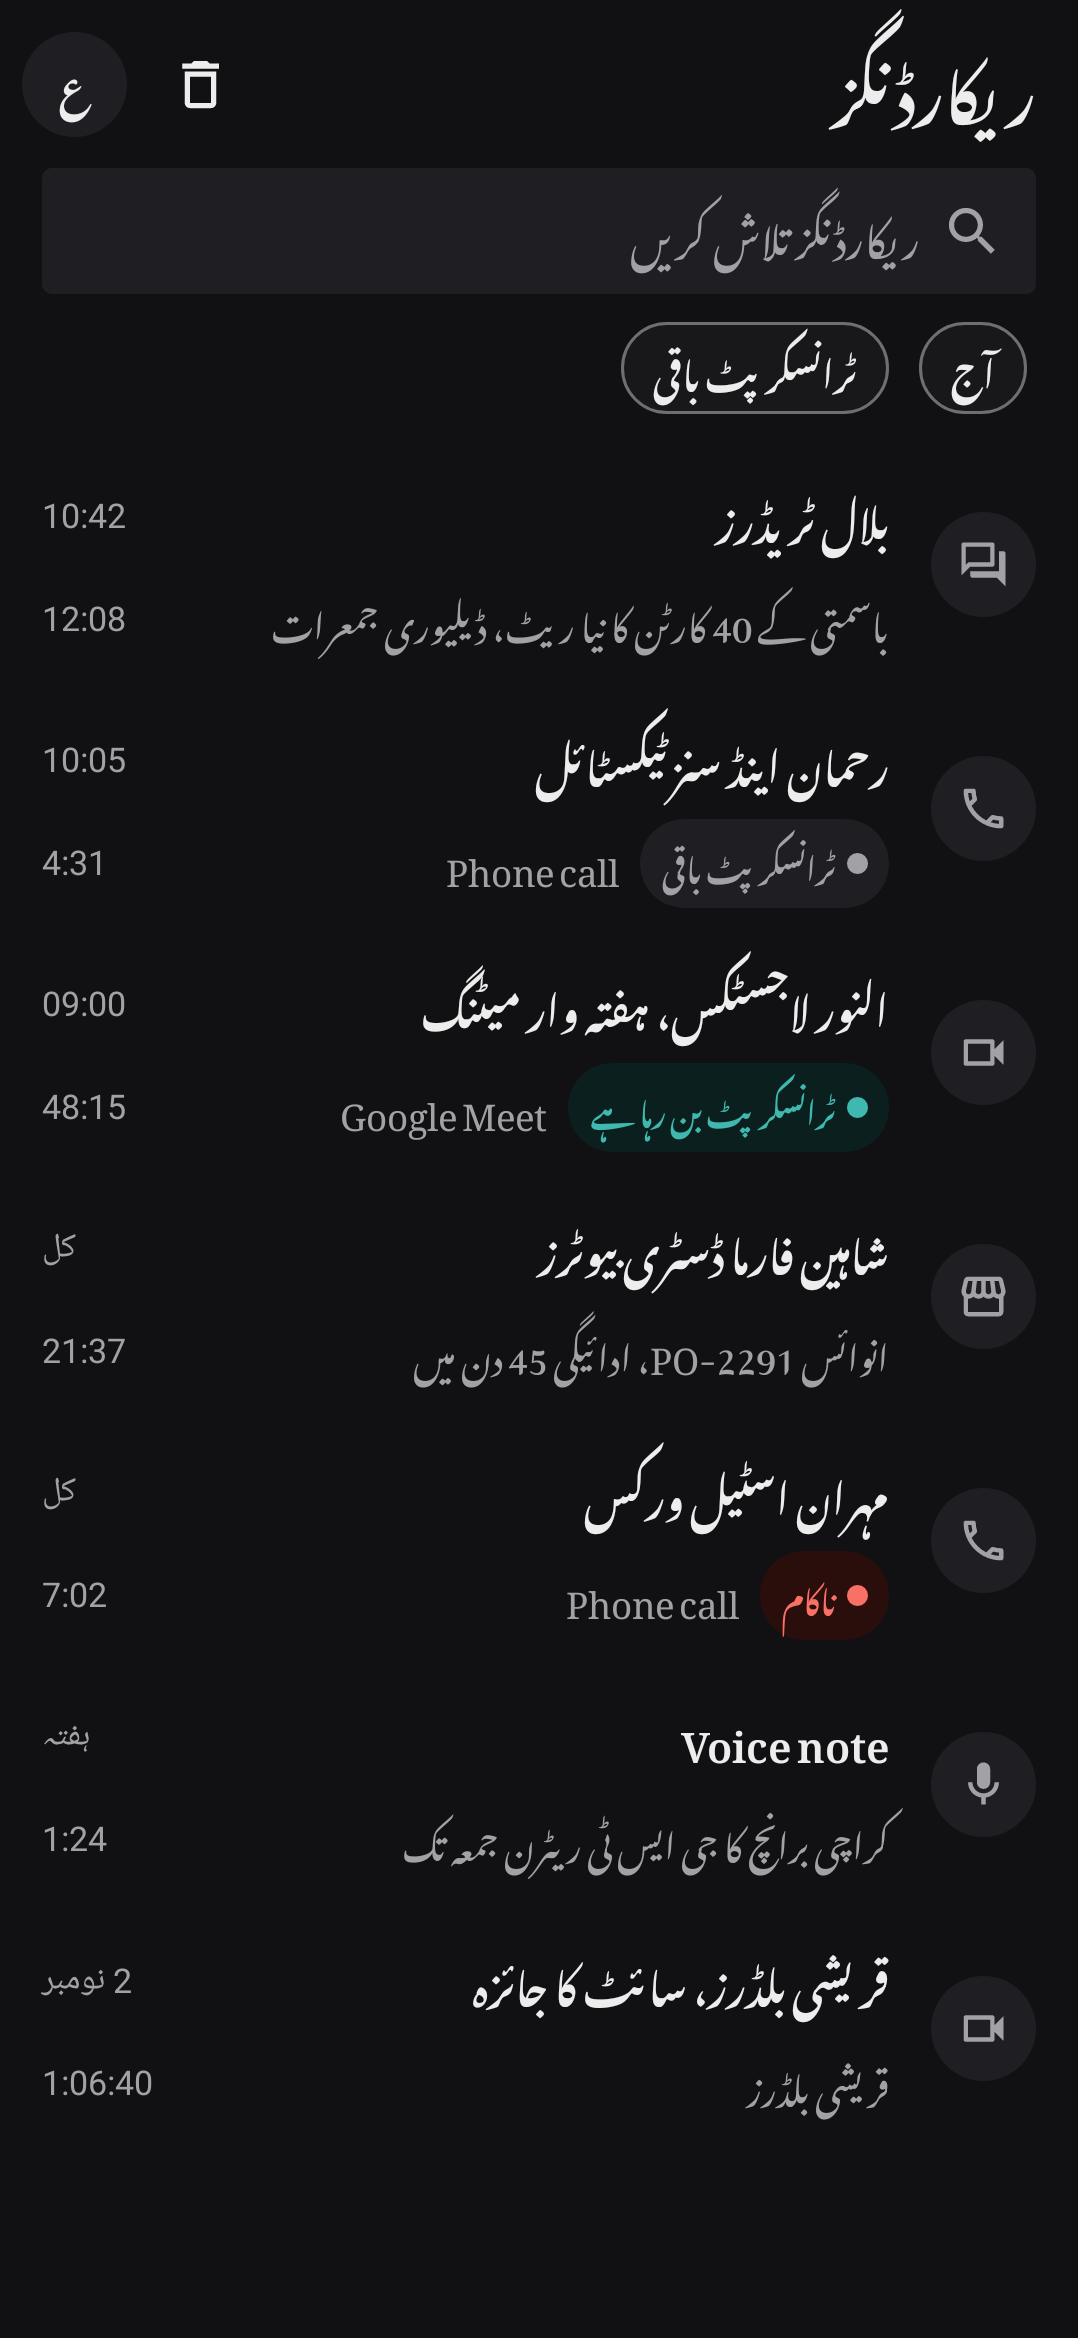 ریکارڈنگز
ع
ریکارڈنگز تلاش کریں
آج
ٹرانسکرپٹ باقی
بلال ٹریڈرز
10:42
باسمتی کے 40 کارٹن کا نیا ریٹ، ڈیلیوری جمعرات
12:08
رحمان اینڈ سنز ٹیکسٹائل
10:05
ٹرانسکرپٹ باقی Phone call
4:31
النور لاجسٹکس، ہفتہ وار میٹنگ
09:00
ٹرانسکرپٹ بن رہا ہے Google Meet
48:15
شاہین فارما ڈسٹری بیوٹرز
کل
انوائس PO-2291، ادائیگی 45 دن میں
21:37
مہران اسٹیل ورکس
کل
ناکام Phone call
7:02
Voice note
ہفتہ
کراچی برانچ کا جی ایس ٹی ریٹرن جمعہ تک
1:24
قریشی بلڈرز، سائٹ کا جائزہ
2 نومبر
قریشی بلڈرز
1:06:40